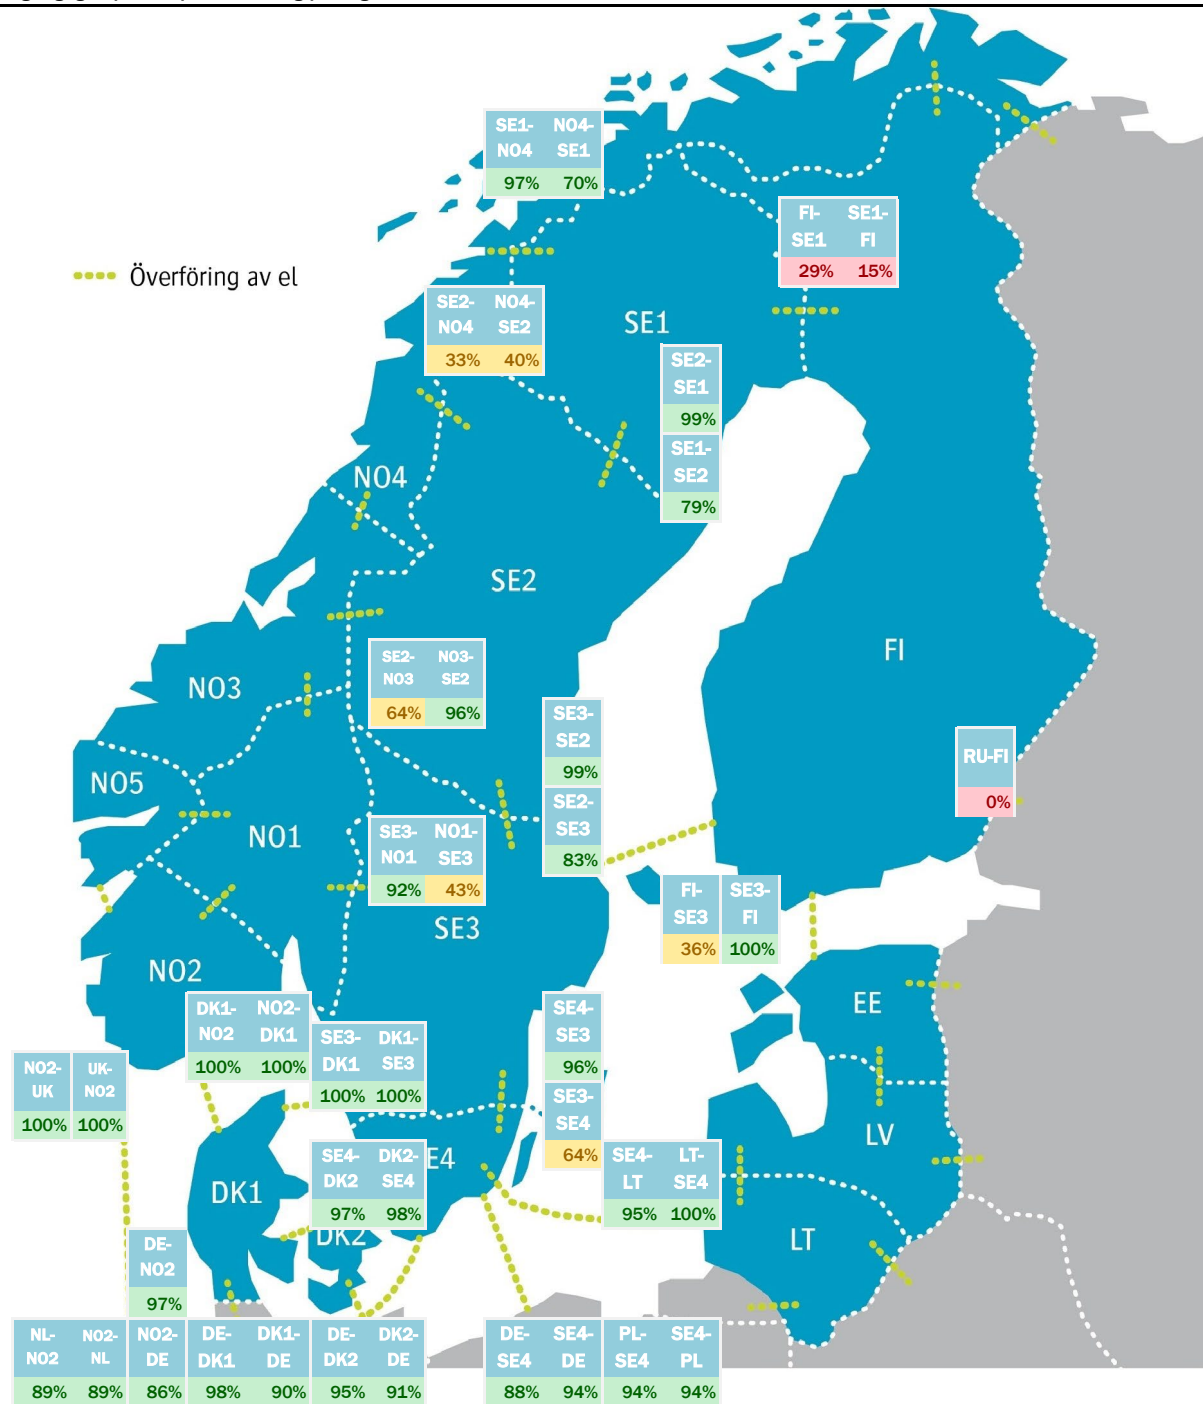 SE1- NO4-
NO4 SE1
97% 70%
FI- SE1-
SE1 FI
29% 15%
Överföring av el
SE2- NO4-
NO4 SE2
33% 40%
SE1
SE2-
SE1
99%
SE1-
SE2
79%
NO4
SE2
FI
SE2- NO3-
NO3 SE2
64% 96%
NO3
SE3-
SE2
99%
RU-FI
0%
NO5
SE2-
SE3
83%
NO1
SE3- NO1-
NO1 SE3
92% 43%
FI- SE3-
SE3 FI
36% 100%
SE3
NO2
EE
DK1- NO2-
NO2 DK1
100% 100%
SE4-
SE3
96%
SE3- DK1-
DK1 SE3
100% 100%
NO2- UK-
UK NO2
100% 100%
SE3-
SE4
64%
LV
SE4- DK2-
DK2 SE4
97% 98%
E4
SE4- LT-
LT SE4
95% 100%
DK1
DK2
LT
DE-
NO2
97%
NL- NO2- NO2- DE- DK1- DE- DK2-
NO2 NL DE DK1 DE DK2 DE
89% 89% 86% 98% 90% 95% 91%
DE- SE4- PL- SE4-
SE4 DE SE4 PL
88% 94% 94% 94%